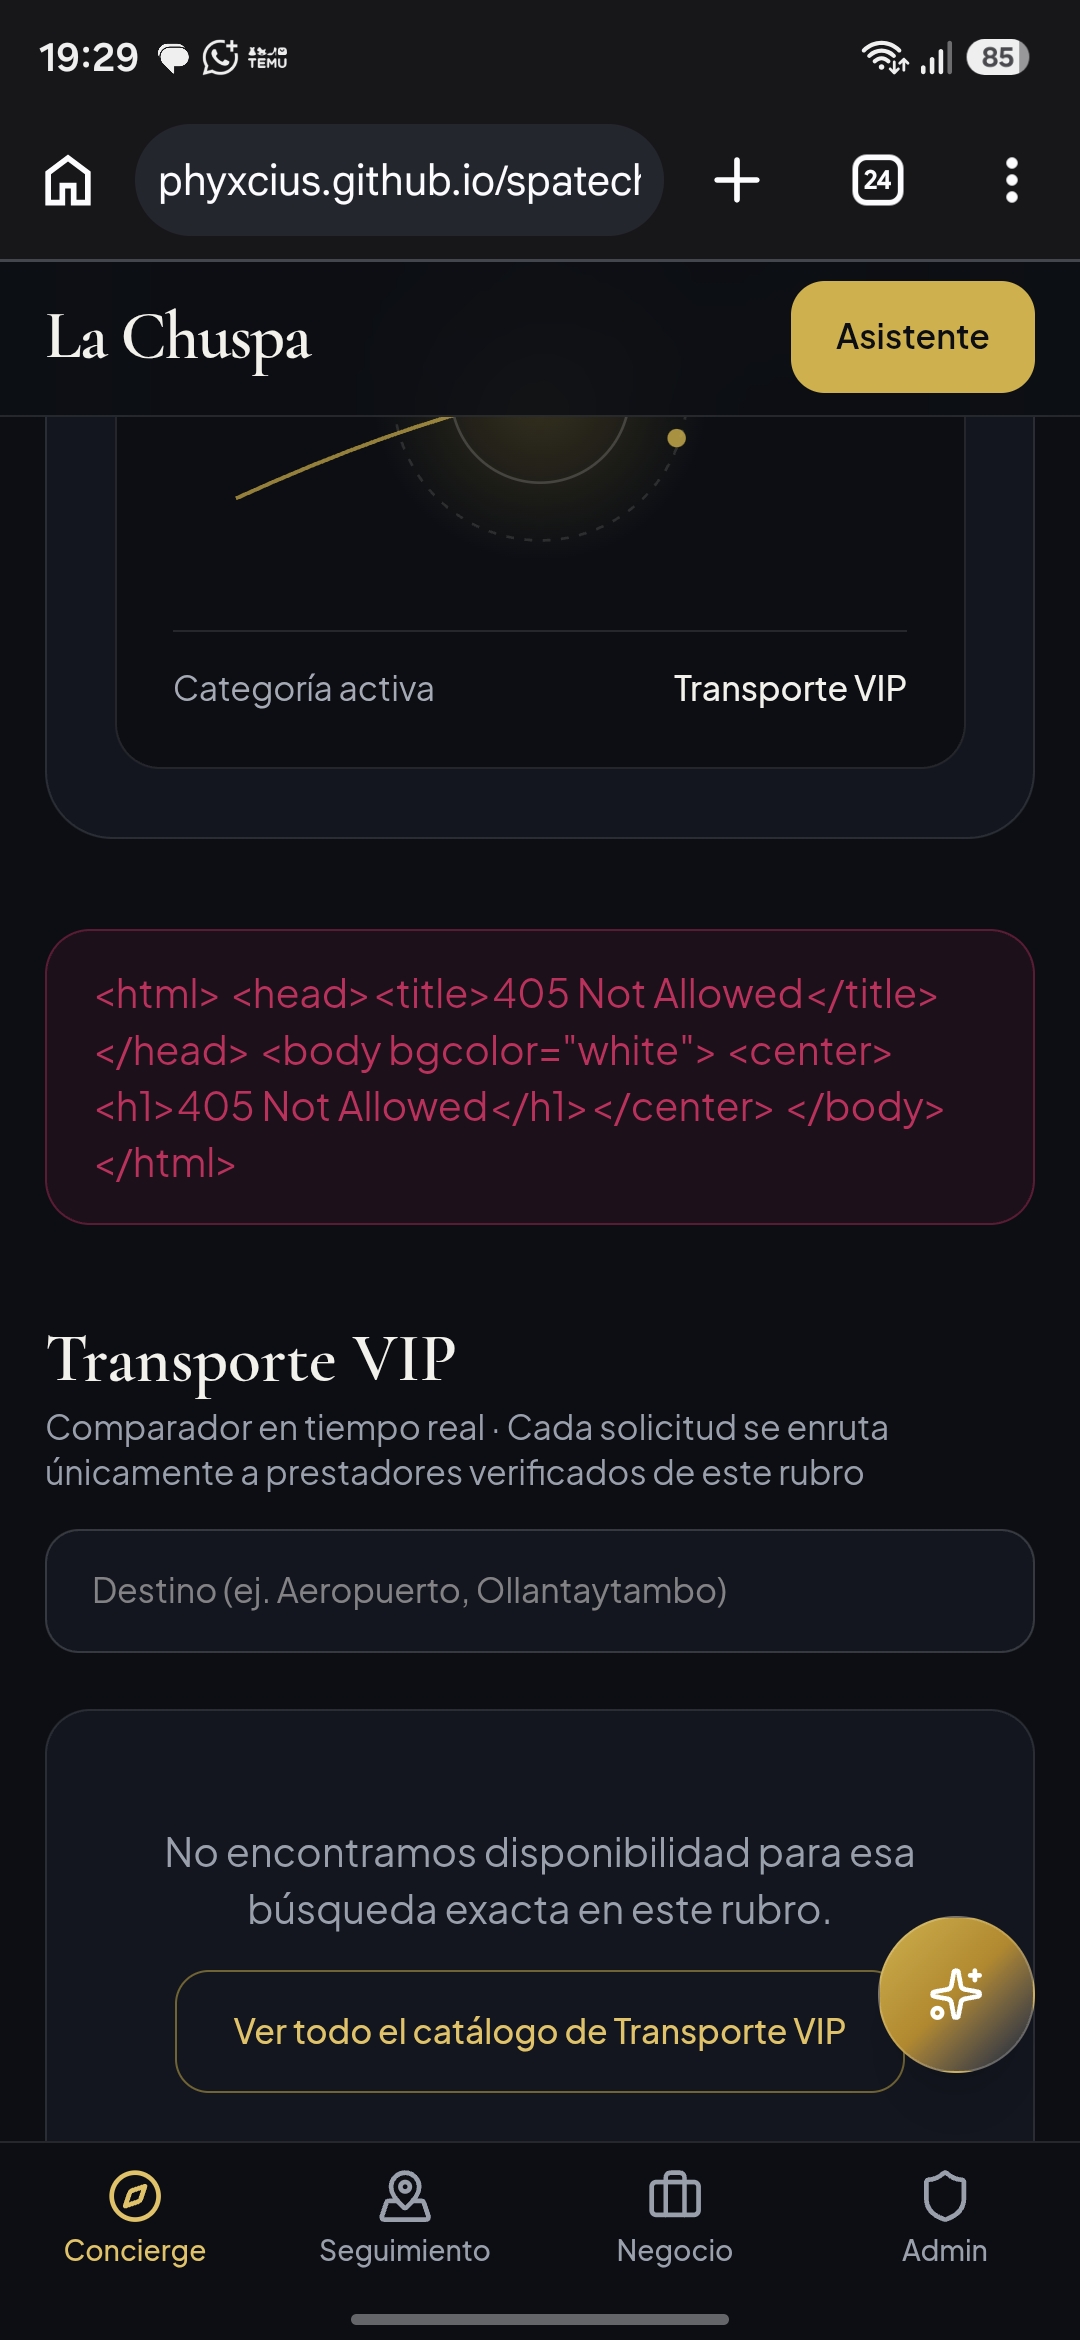 19:29
TEMU
85
phyxcius.github.io/spatech
24
La Chuspa
Asistente
Categoría activa
Transporte VIP
<html> <head><title>405 Not Allowed</title>
</head> <body bgcolor="white"> <center>
<h1>405 Not Allowed</h1></center> </body>
</html>
Transporte VIP
Comparador en tiempo real · Cada solicitud se enruta
únicamente a prestadores verificados de este rubro
Destino (ej. Aeropuerto, Ollantaytambo)
No encontramos disponibilidad para esa
búsqueda exacta en este rubro.
Ver todo el catálogo de Transporte VIP
Concierge
Seguimiento
Negocio
Admin